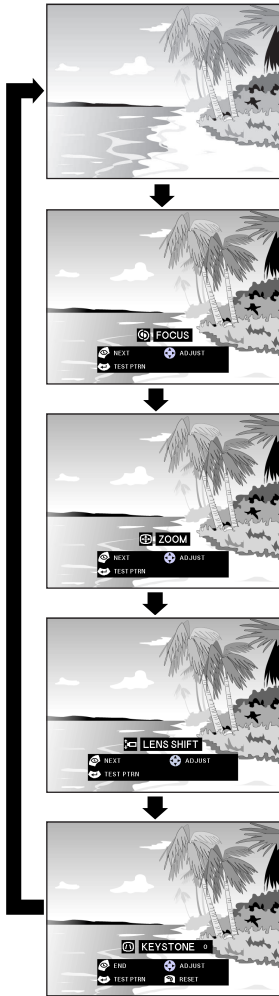 FOCUS
NEXT ADJUST
TEST PTRN
ZOOM
NEXT ADJUST
TEST PTRN
LENS SHIFT
NEXT ADJUST
TEST PTRN
KEYSTONE 0
END ADJUST
TEST PTRN RESET